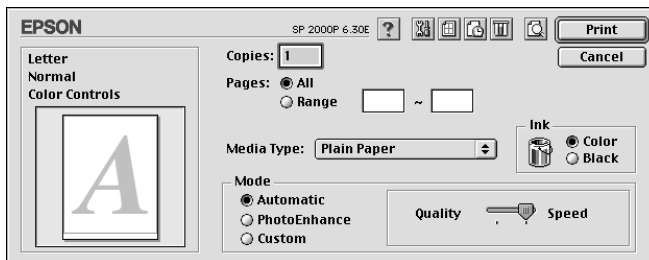 EPSON
SP 2000P 6.30E
?
Print
Cancel
Letter
Normal
Color Controls
A
Copies: 1
Pages: All
Range ~
Media Type: Plain Paper
Ink
Color
Black
Mode
Automatic
PhotoEnhance
Custom
Quality Speed